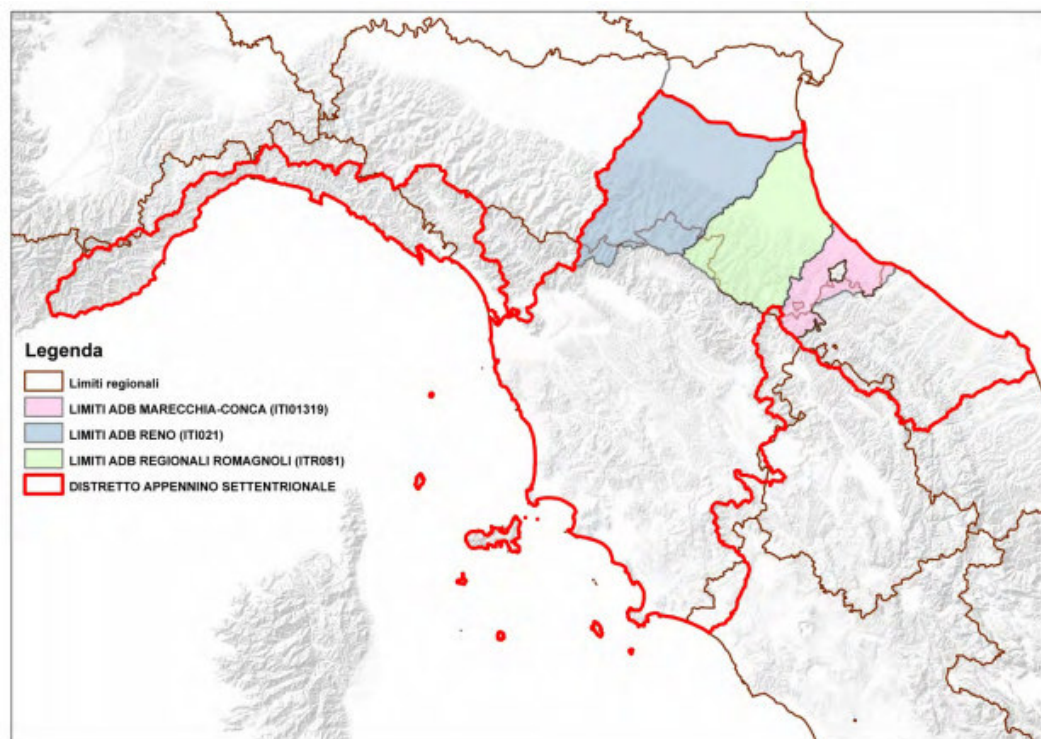 Legenda
Limiti regionali
LIMITI ADB MARECCHIA-CONCA (ITI01319)
LIMITI ADB RENO (ITI021)
LIMITI ADB REGIONALI ROMAGNOLI (ITR081)
DISTRETTO APPENNINO SETTENTRIONALE